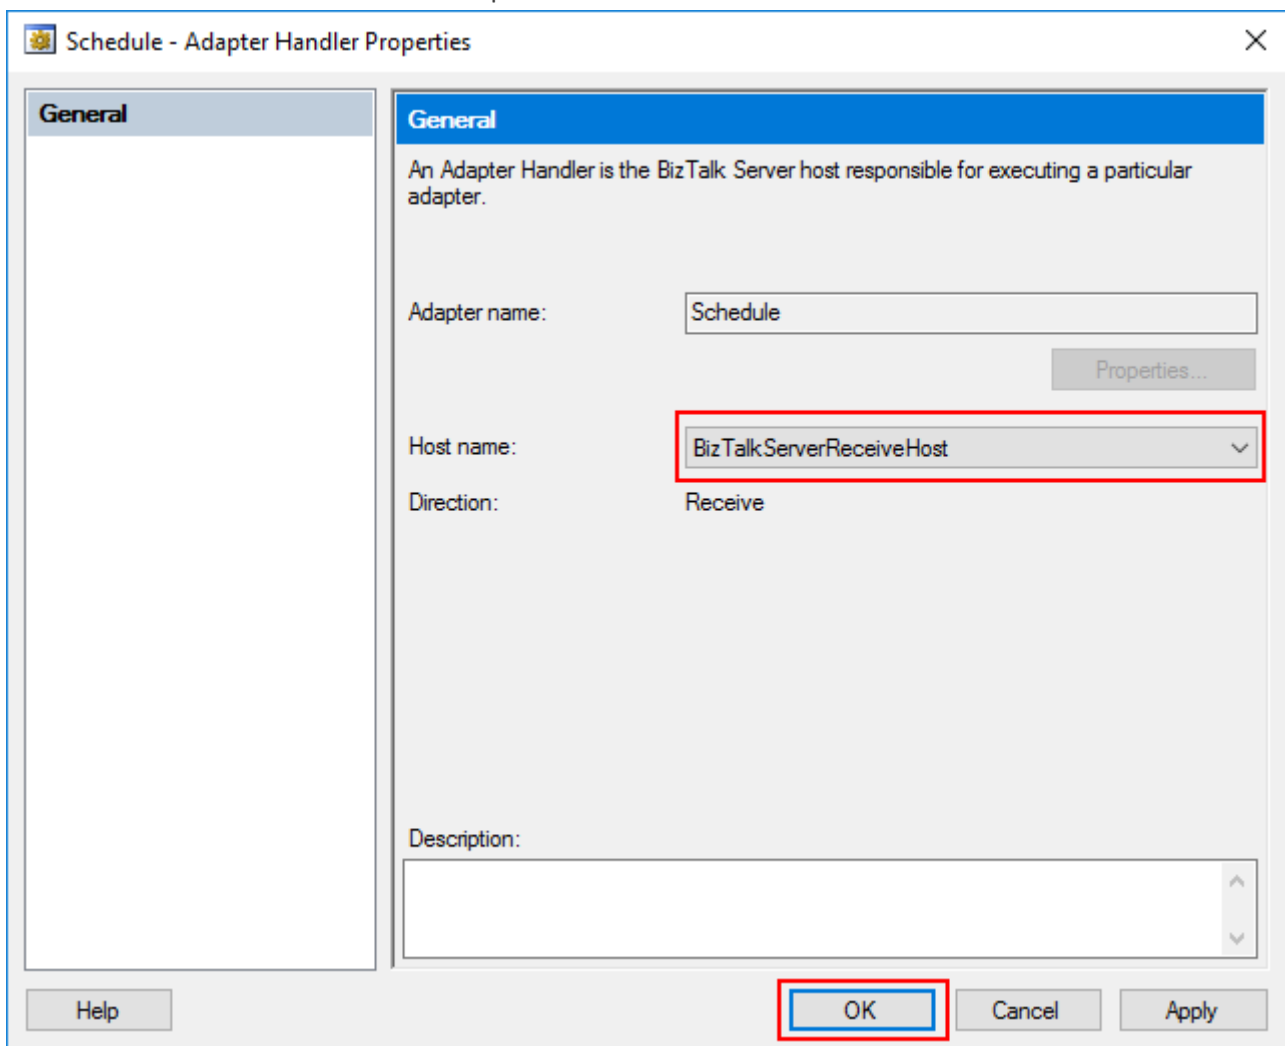 Schedule - Adapter Handler Properties
General
General
An Adapter Handler is the BizTalk Server host responsible for executing a particular
adapter.
Adapter name:
Schedule
Properties...
Host name:
BizTalkServerReceiveHost
Direction:
Receive
Description:
Help
OK
Cancel
Apply